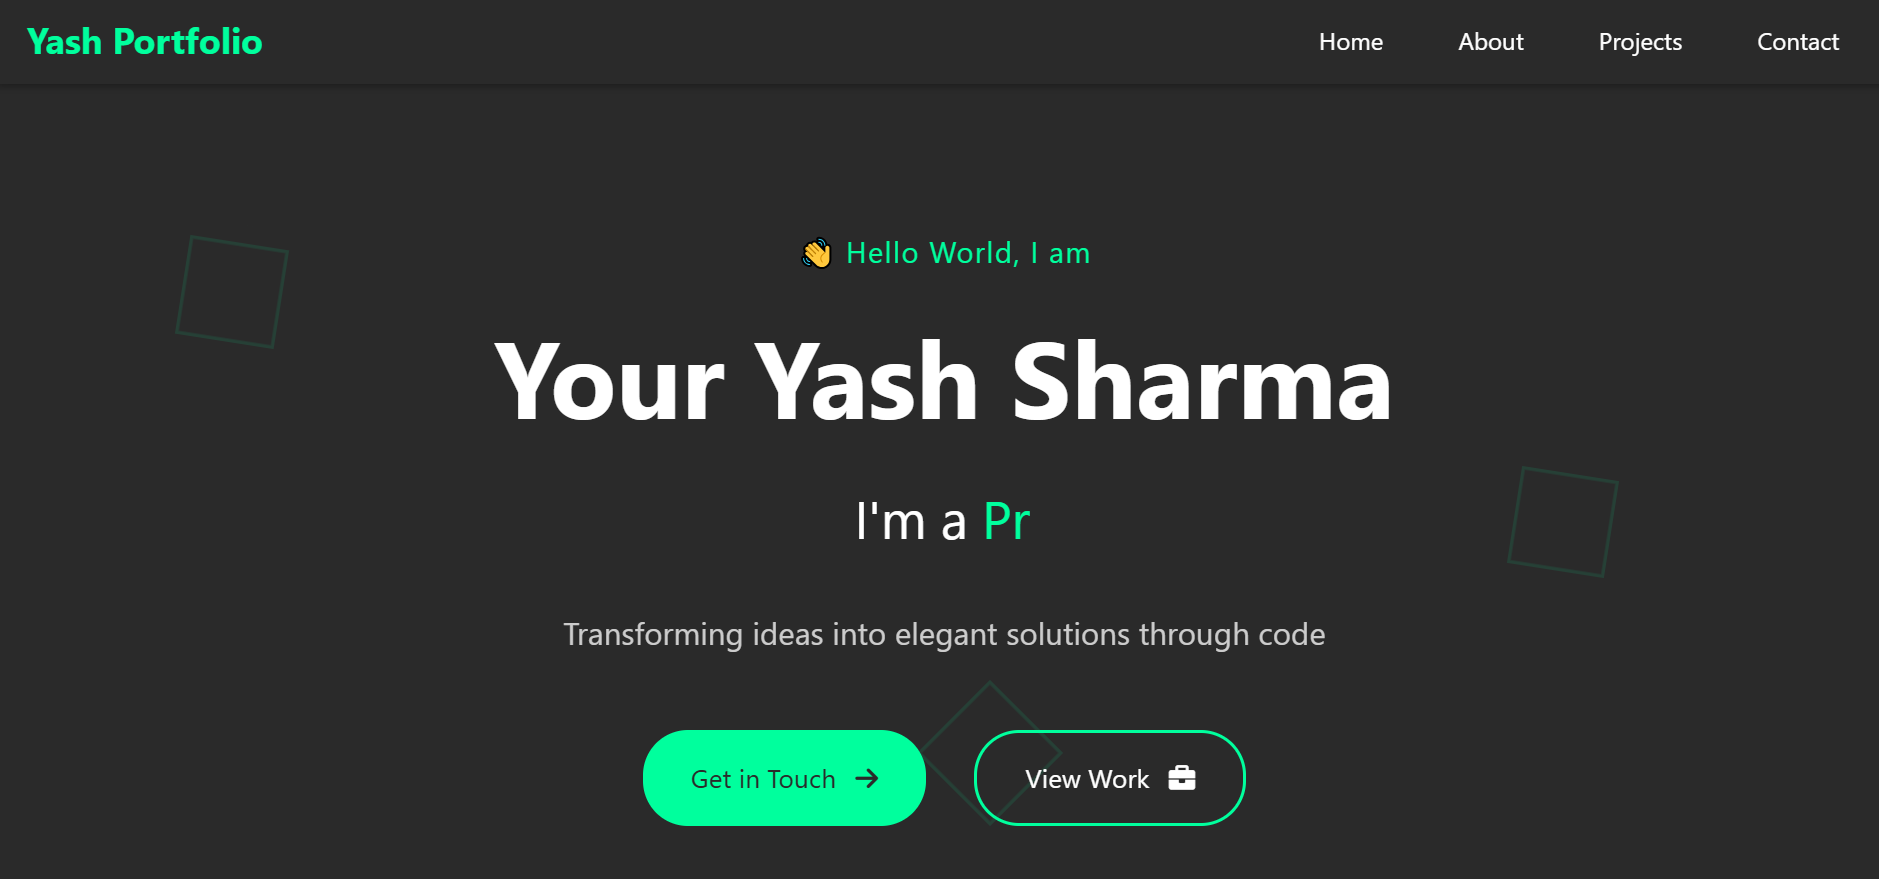 Yash Portfolio
Home About Projects Contact
👋 Hello World, I am
Your Yash Sharma
I'm a Pr
Transforming ideas into elegant solutions through code
Get in Touch
View Work